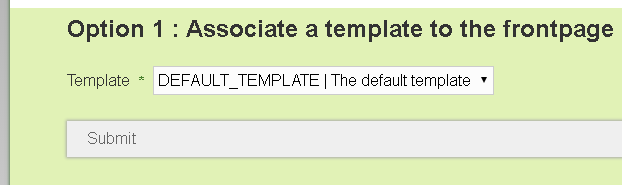 Option 1 : Associate a template to the frontpage
Template * DEFAULT_TEMPLATE | The default template
Submit